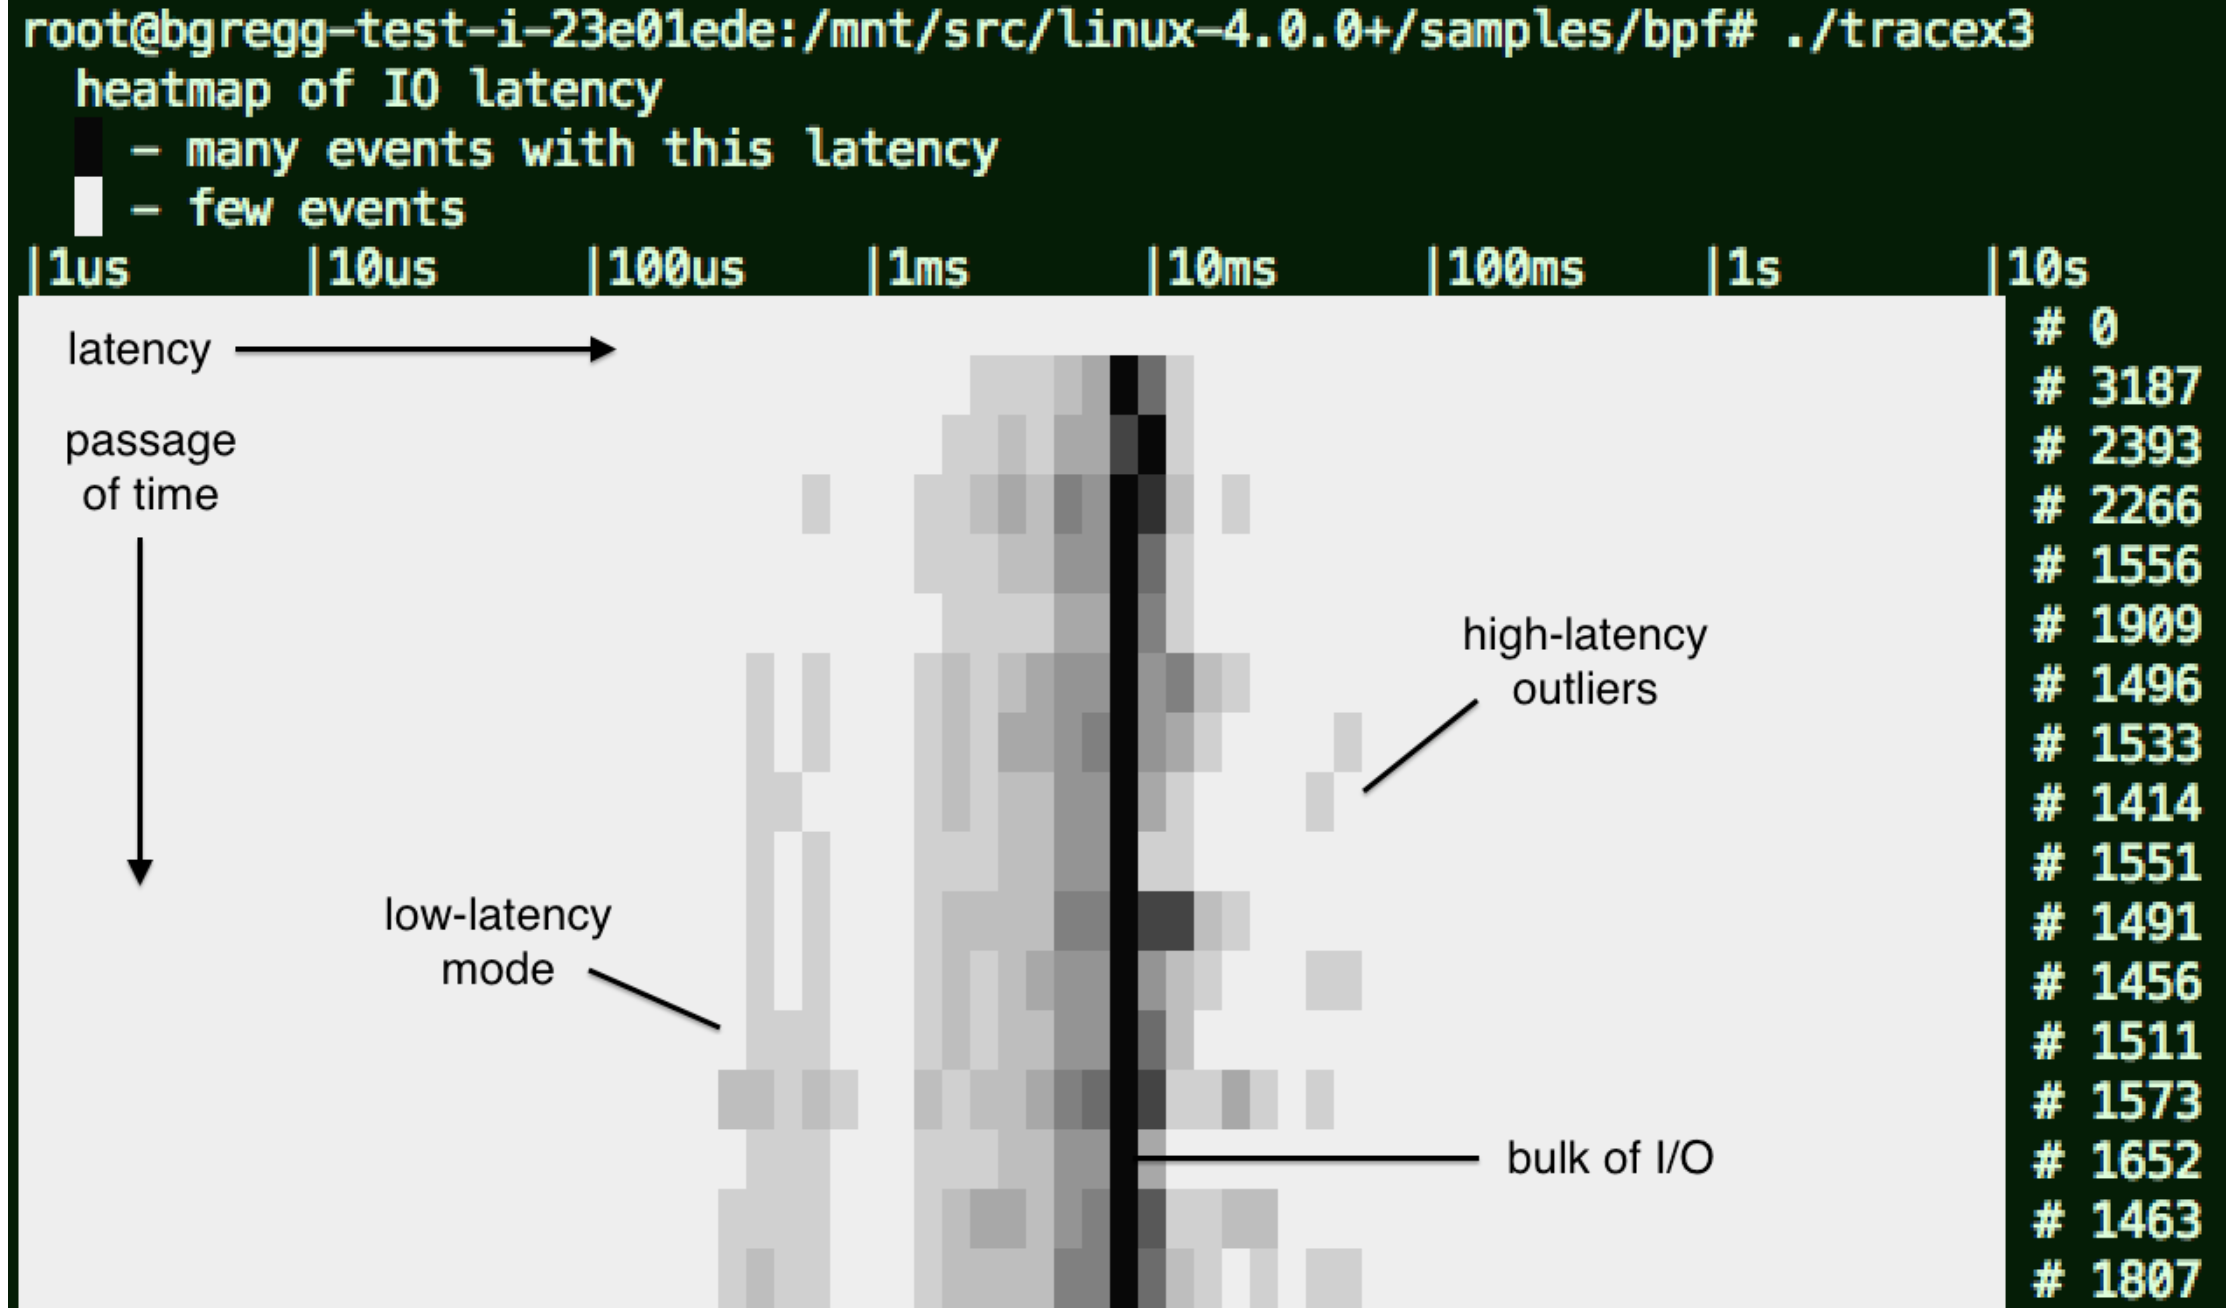 root@bgregg-test-i-23e01ede:/mnt/src/linux-4.0.0+/samples/bpf# ./tracex3
heatmap of IO latency
- many events with this latency
- few events
|1us |10us |100us |1ms |10ms |100ms |1s |10s
# 0
latency
# 3187
passage
of time
# 2393
# 2266
# 1556
# 1909
high-latency
outliers
# 1496
# 1533
# 1414
# 1551
low-latency
mode
# 1491
# 1456
# 1511
# 1573
bulk of I/O
# 1652
# 1463
# 1807